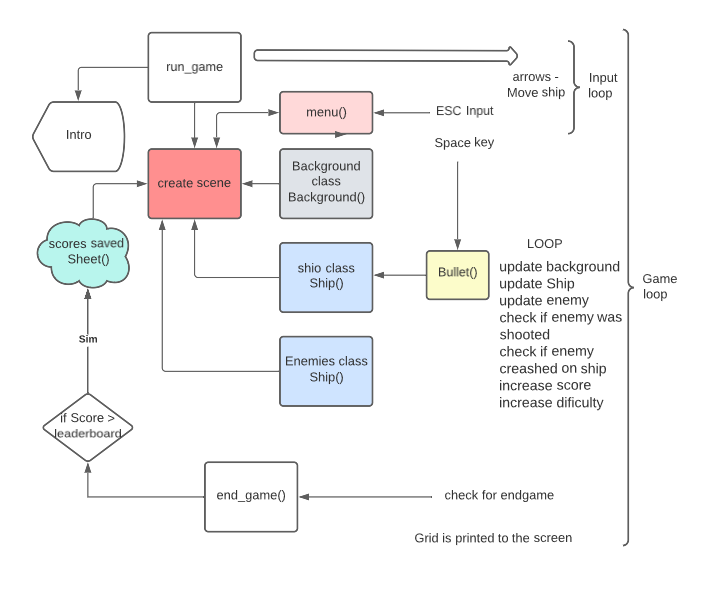 run_game
arrows -
Move ship
Input
loop
Intro
menu()
ESC Input
Space key
create scene
Background
class
Background()
scores saved
Sheet()
shio class
Ship()
Bullet()
LOOP
update background
update Ship
update enemy
check if enemy was
shooted
check if enemy
creashed on ship
increase score
increase dificulty
Game
loop
Sim
Enemies class
Ship()
if Score >
leaderboard
end_game()
check for endgame
Grid is printed to the screen